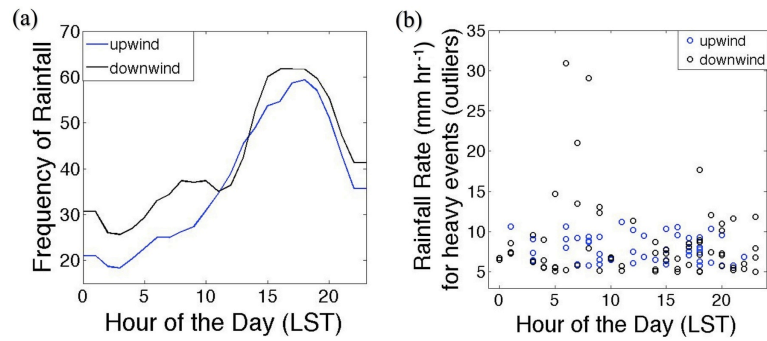 (a)
70
60
50
40
30
20
0
5
10
15
20
Frequency of Rainfall
Hour of the Day (LST)
upwind
downwind
(b)
35
30
25
20
15
10
5
0
5
10
15
20
Rainfall Rate (mm hr⁻¹)
for heavy events (outliers)
Hour of the Day (LST)
upwind
downwind